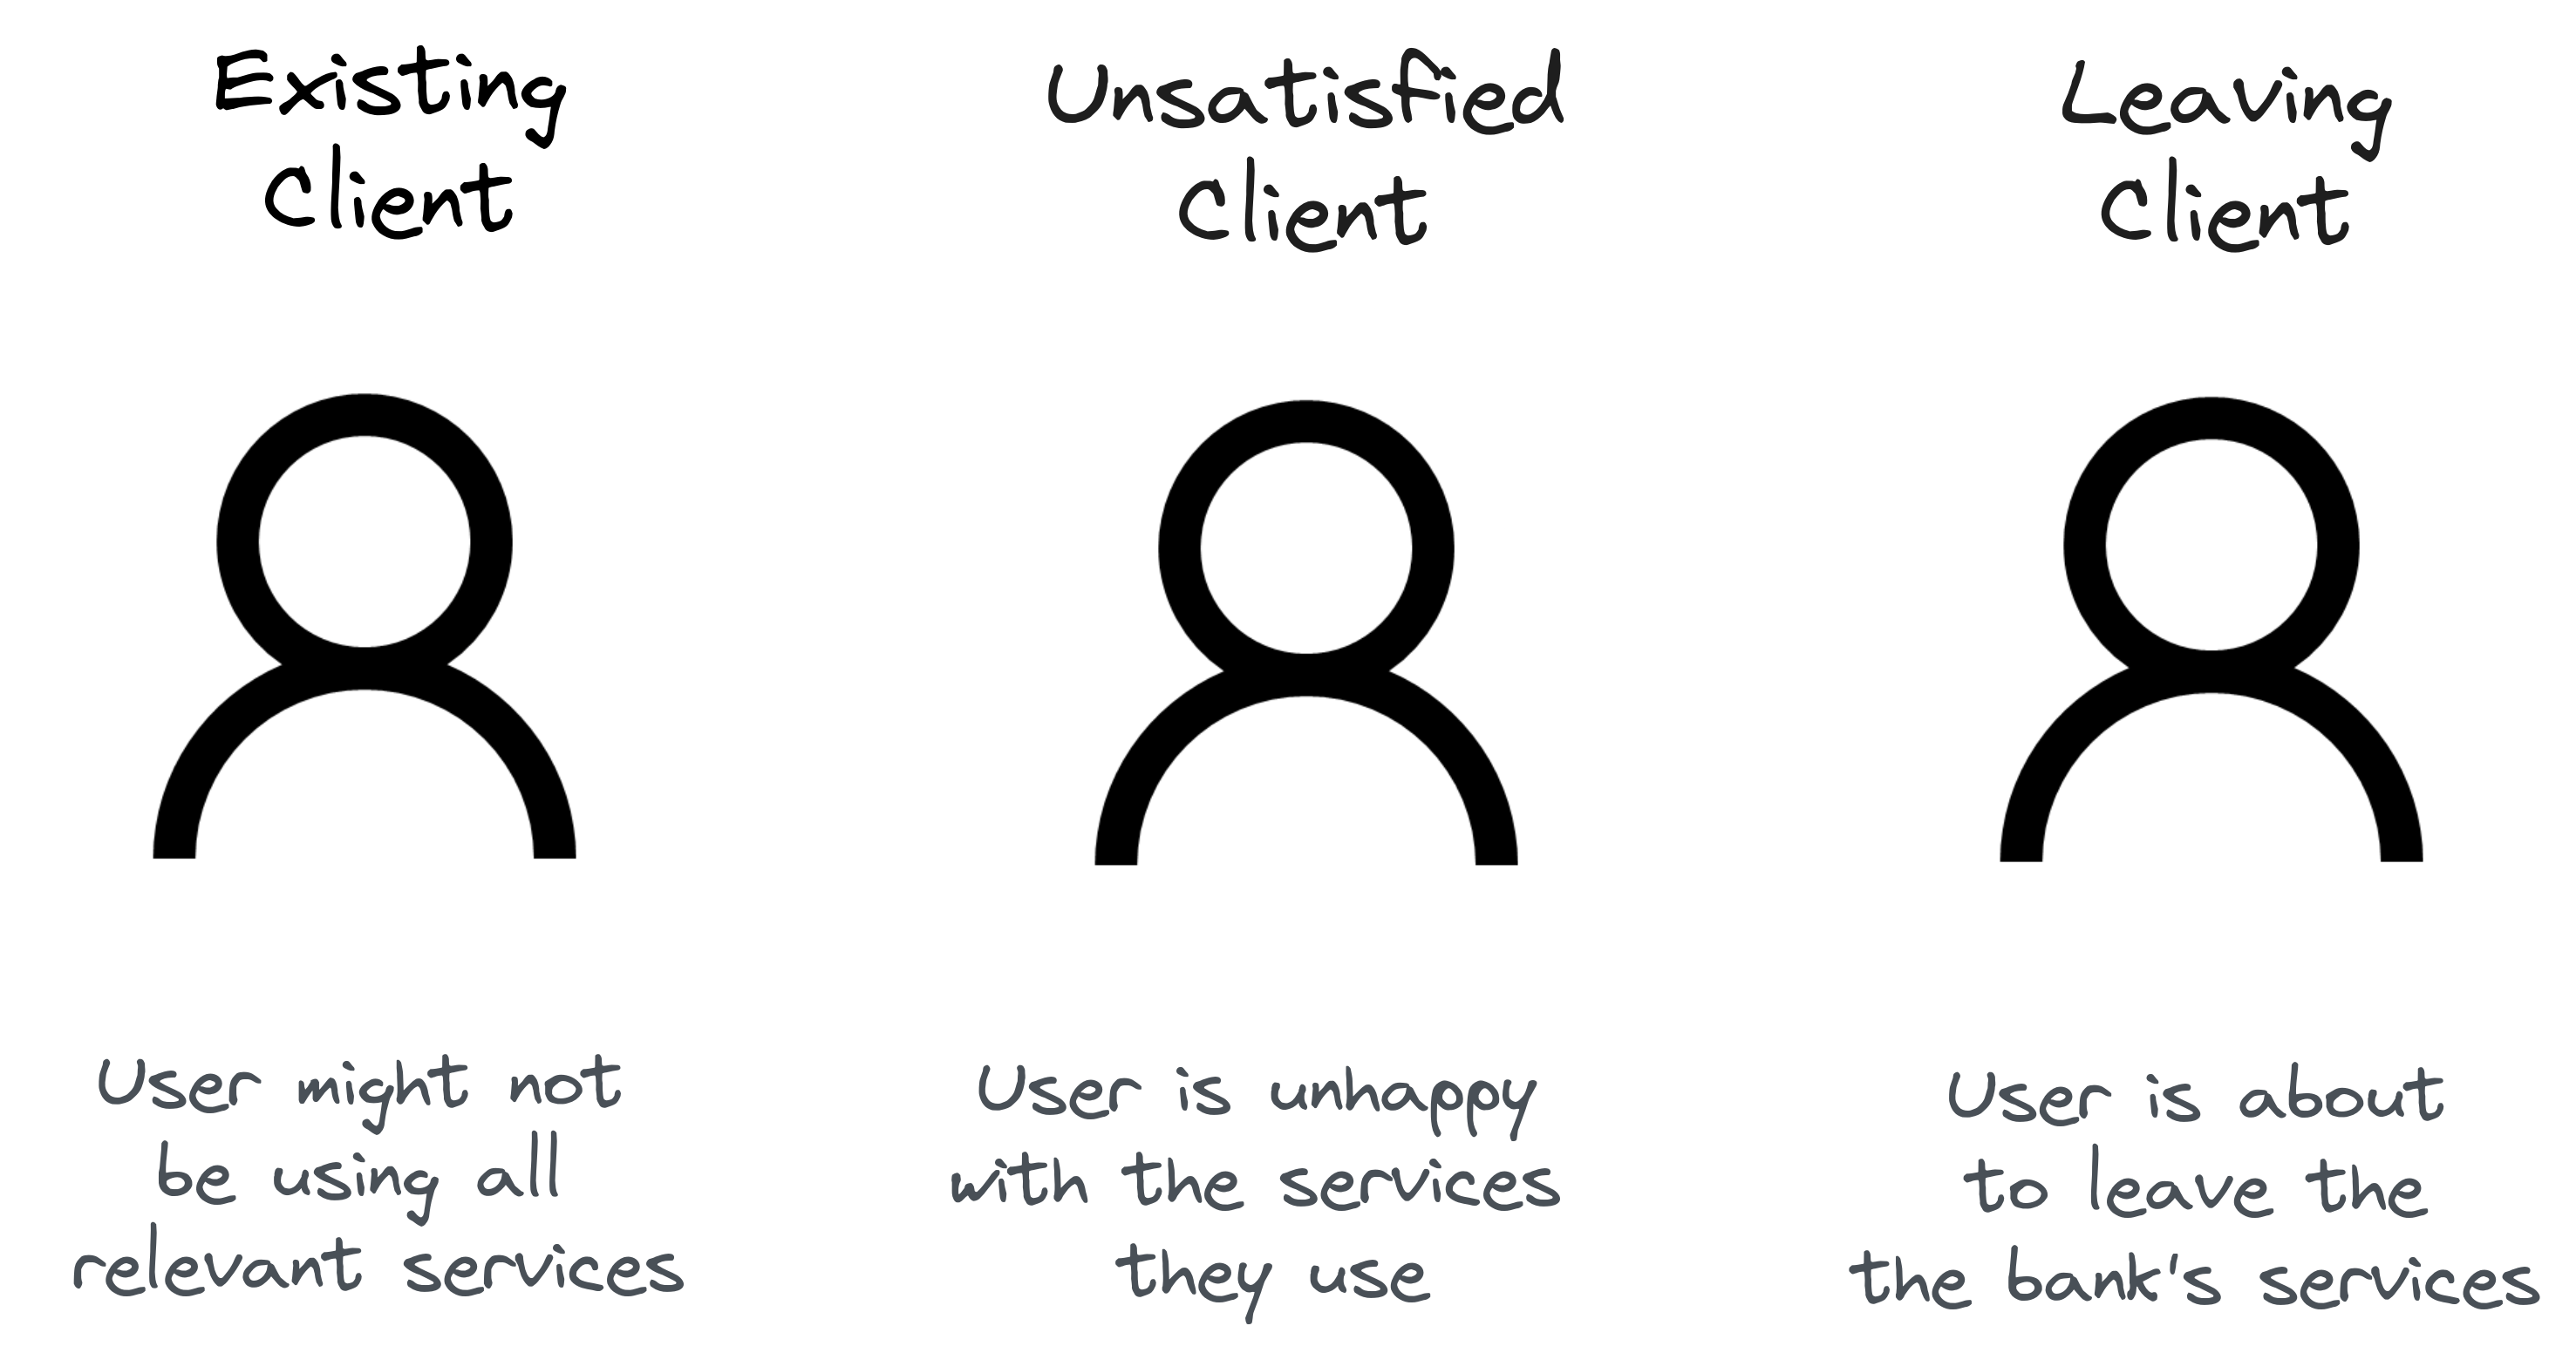 Existing
Client
User might not
be using all
relevant services
Unsatisfied
Client
User is unhappy
with the services
they use
Leaving
Client
User is about
to leave the
the bank's services